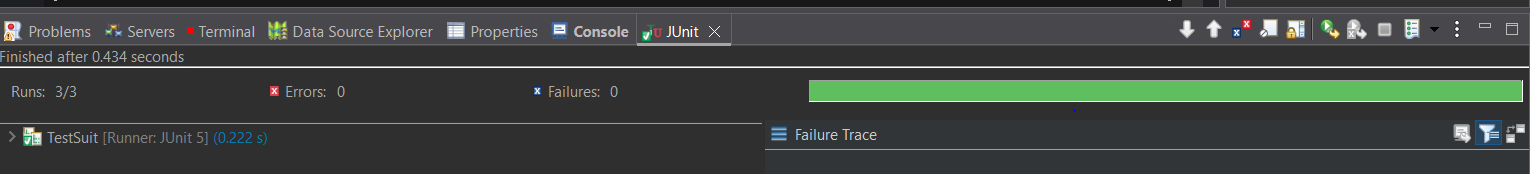 Problems Servers Terminal Data Source Explorer Properties Console JUnit
Finished after 0.434 seconds
Runs: 3/3 Errors: 0 Failures: 0
TestSuit [Runner: JUnit 5] (0.222 s) Failure Trace